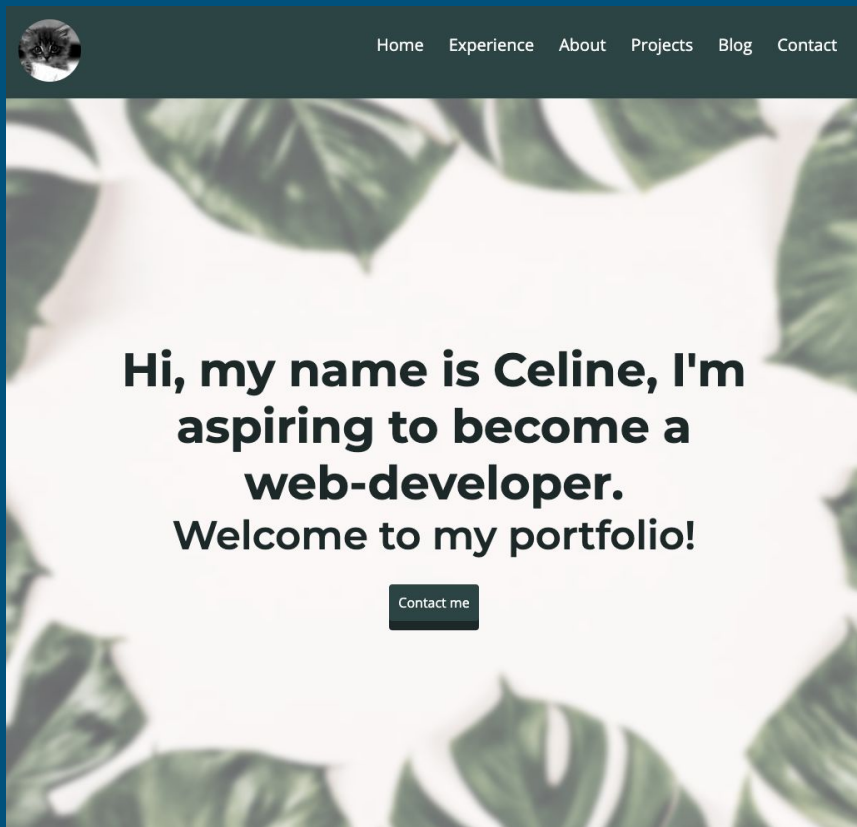 Home Experience About Projects Blog Contact
Hi, my name is Celine, I'm
aspiring to become a
web-developer.
Welcome to my portfolio!
Contact me